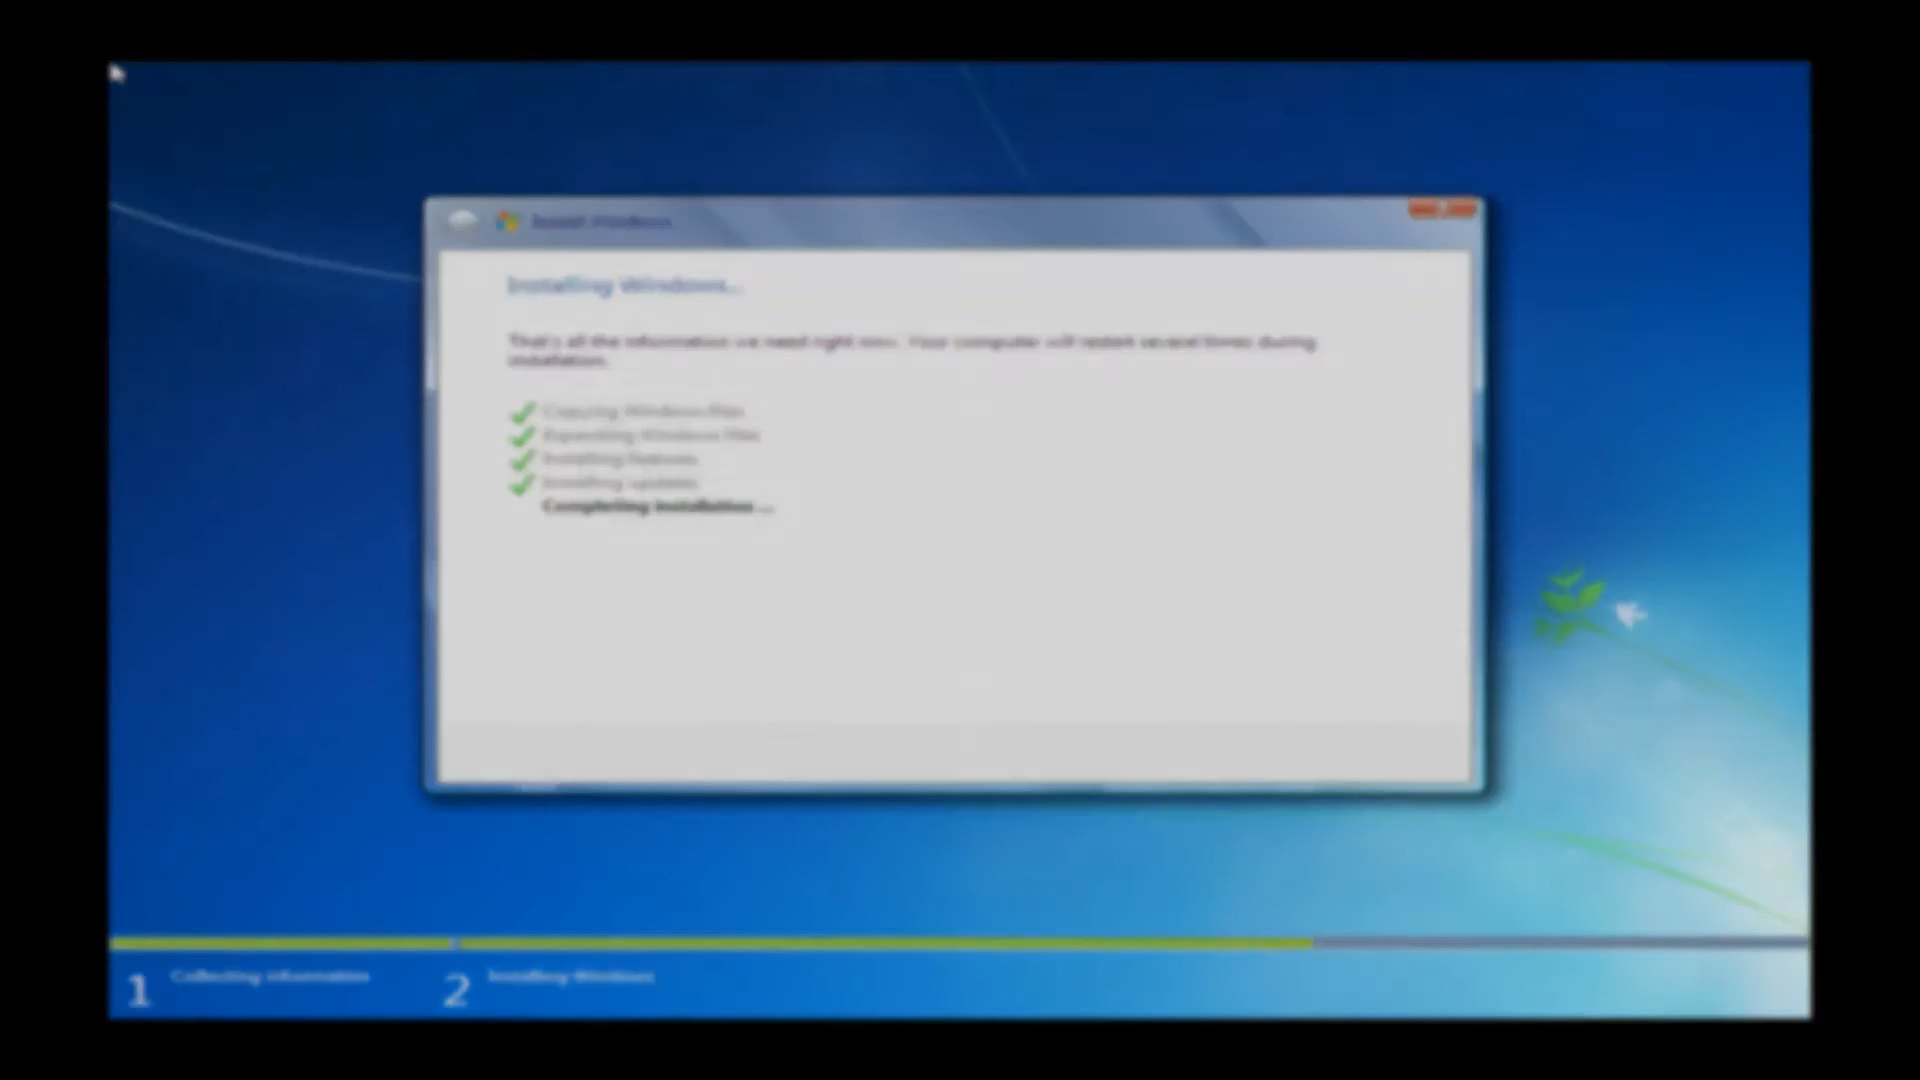 Install Windows
Installing Windows...
That's all the information we need right now. Your computer will restart several times during
installation.
Copying Windows files
Expanding Windows files
Installing features
Installing updates
Completing installation ...
1 Collecting information
2 Installing Windows